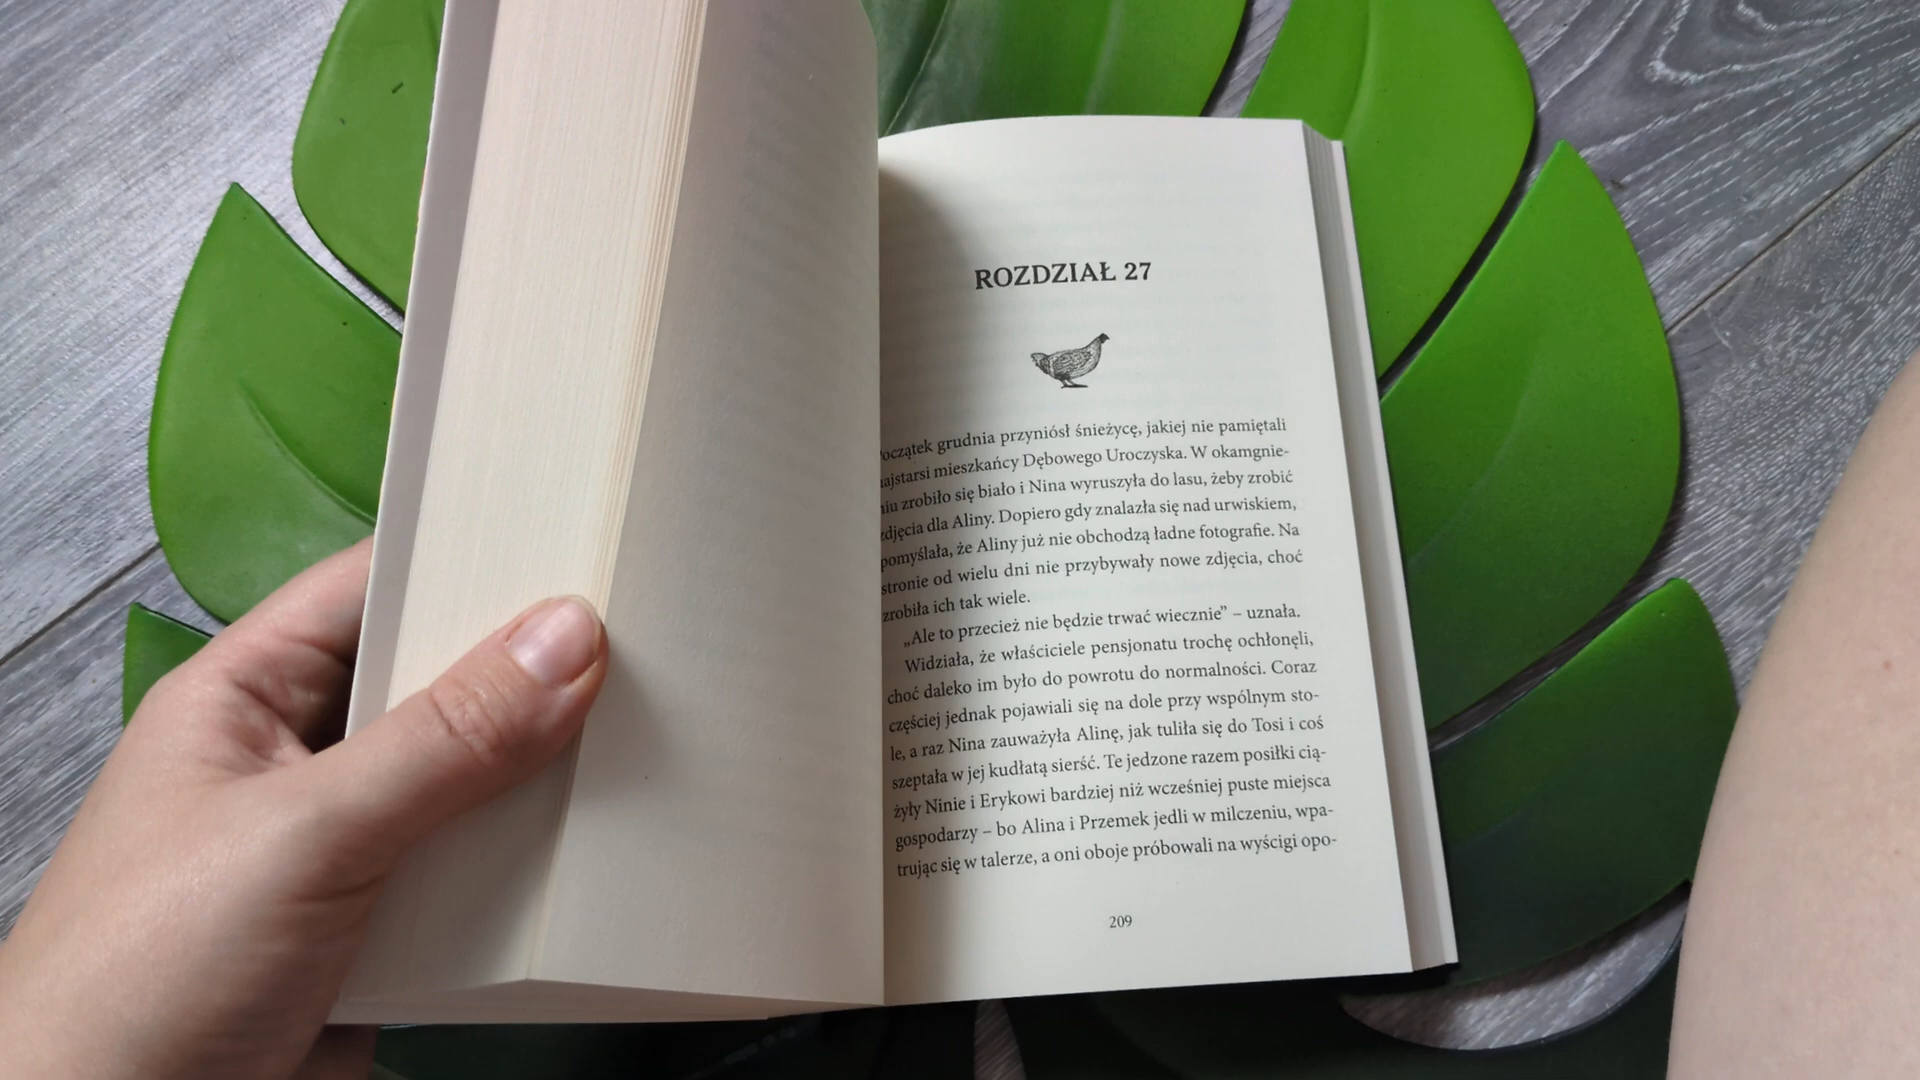 ROZDZIAŁ 27
Początek grudnia przyniósł śnieżycę, jakiej nie pamiętali
najstarsi mieszkańcy Dębowego Uroczyska. W okamgnie-
niu zrobiło się biało i Nina wyruszyła do lasu, żeby zrobić
zdjęcia dla Aliny. Dopiero gdy znalazła się nad urwiskiem,
pomyślała, że Aliny już nie obchodzą ładne fotografie. Na
stronie od wielu dni nie przybywały nowe zdjęcia, choć
zrobiła ich tak wiele.
„Ale to przecież nie będzie trwać wiecznie” – uznała.
Widziała, że właściciele pensjonatu trochę ochłonęli,
choć daleko im było do powrotu do normalności. Coraz
częściej jednak pojawiali się na dole przy wspólnym sto-
le, a raz Nina zauważyła Alinę, jak tuliła się do Tosi i coś
szeptała w jej kudłatą sierść. Te jedzone razem posiłki cią-
żyły Ninie i Erykowi bardziej niż wcześniej puste miejsca
gospodarzy – bo Alina i Przemek jedli w milczeniu, wpa-
trując się w talerze, a oni oboje próbowali na wyścigi opo-
209